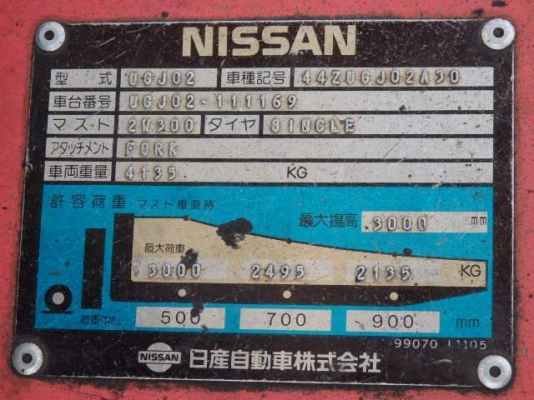 NISSAN
型式 UGJ02 車種記号 44ZUGJ02A30
車台番号 UGJ02-111169
マスト 2W300 タイヤ SINGLE
アタッチメント FORK
車両重量 4135 KG
許容荷重 マスト垂直時 最大揚高 3000 mm
最大荷重
3000 2495 2135 KG
荷重中心 500 700 900 mm
99070 L1105
NISSAN 日産自動車株式会社